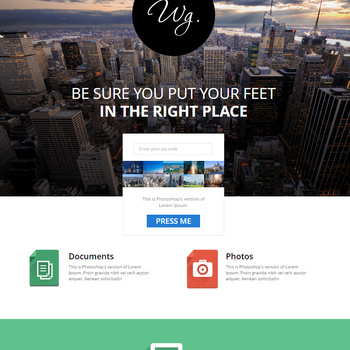 Wg.
BE SURE YOU PUT YOUR FEET
IN THE RIGHT PLACE
Enter your zip code
This is Photoshop's version of
Lorem Ipsum.
PRESS ME
Documents
This is Photoshop's version of Lorem
Ipsum. Proin gravida nibh vel velit auctor
aliquet. Aenean sollicitudin
Photos
This is Photoshop's version of Lorem
Ipsum. Proin gravida nibh vel velit auctor
aliquet. Aenean sollicitudin